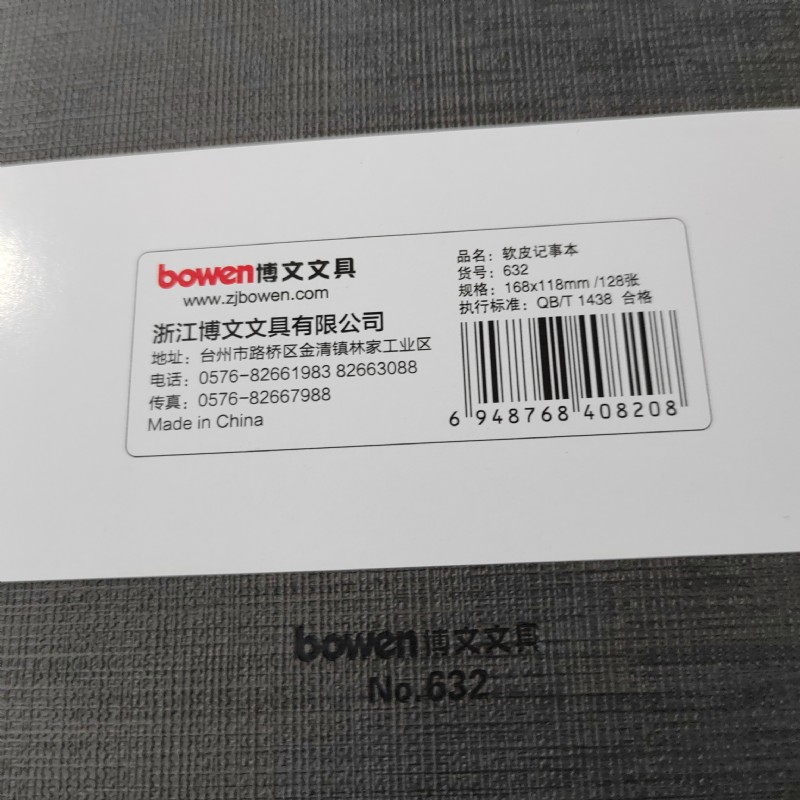 bowen博文文具
www.zjbowen.com
浙江博文文具有限公司
地址：台州市路桥区金清镇林家工业区
电话：0576-82661983 82663088
传真：0576-82667988
Made in China
品名：软皮记事本
货号：632
规格：168x118mm /128张
执行标准：QB/T 1438 合格
6 948768 408208
bowen博文文具
No.632